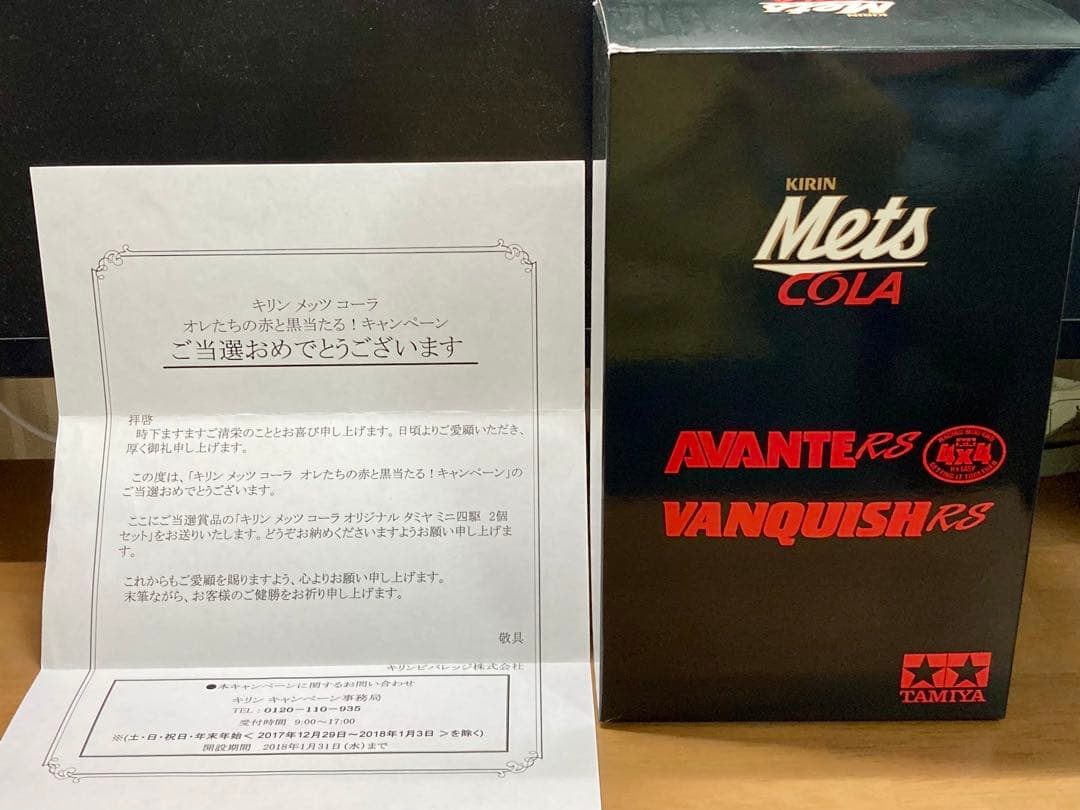 キリン メッツ コーラ
オレたちの赤と黒当たる！キャンペーン
ご当選おめでとうございます
拝啓
時下ますますご清栄のこととお喜び申し上げます。日頃よりご愛顧いただき、
厚く御礼申し上げます。
この度は、「キリン メッツ コーラ オレたちの赤と黒当たる！キャンペーン」の
ご当選おめでとうございます。
ここにご当選賞品の「キリン メッツ コーラ オリジナル タミヤ ミニ四駆 2個
セット」をお送りいたします。どうぞお納めくださいますようお願い申し上げま
す。
これからもご愛顧を賜りますよう、心よりお願い申し上げます。
末筆ながら、お客様のご健勝をお祈り申し上げます。
敬具
キリンビバレッジ株式会社
●本キャンペーンに関するお問い合わせ
キリン キャンペーン事務局
TEL：0120－110－935
受付時間 9:00～17:00
※(土・日・祝日・年末年始＜ 2017年12月29日～2018年1月3日 ＞を除く)
開設期間 2018年1月31日(水)まで
Mets
KIRIN
Mets
COLA
AVANTE RS
4x4
VANQUISH RS
TAMIYA